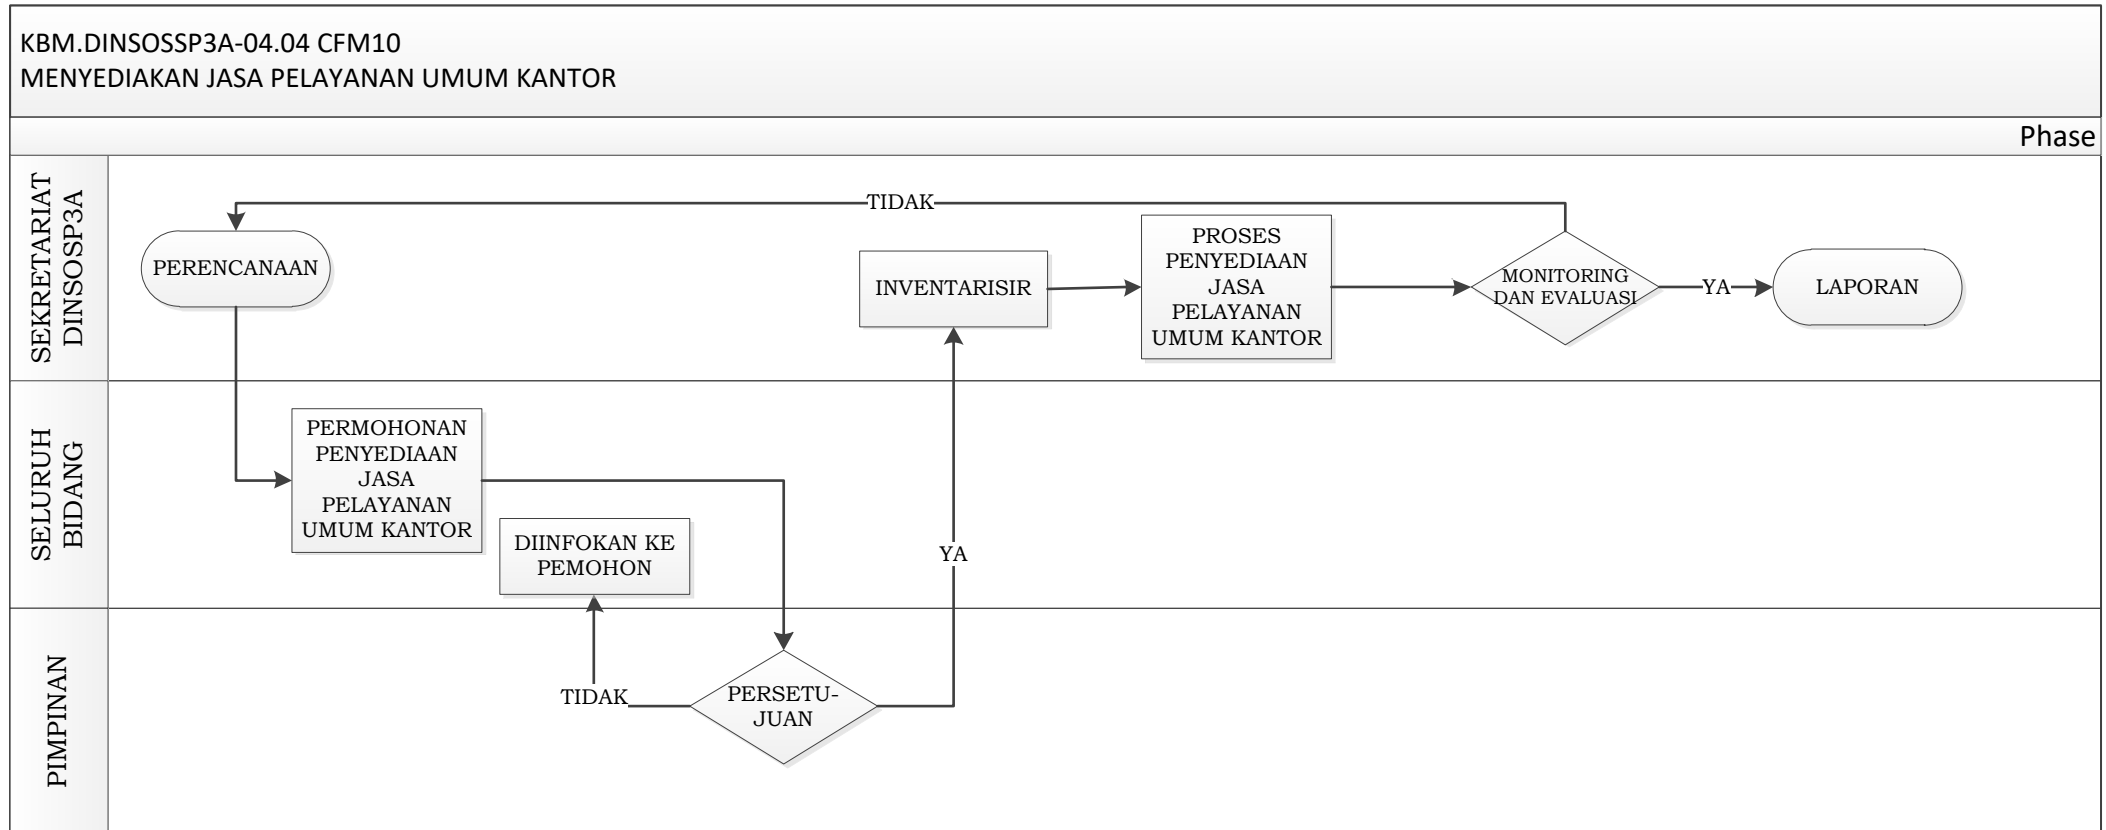 KBM.DINSOSSP3A-04.04 CFM10
MENYEDIAKAN JASA PELAYANAN UMUM KANTOR
Phase
SEKRETARIAT
DINSOSP3A
TIDAK
PERENCANAAN
INVENTARISIR
PROSES
PENYEDIAAN
JASA
PELAYANAN
UMUM KANTOR
MONITORING
DAN EVALUASI
YA
LAPORAN
SELURUH
BIDANG
PERMOHONAN
PENYEDIAAN
JASA
PELAYANAN
UMUM KANTOR
DIINFOKAN KE
PEMOHON
YA
PIMPINAN
TIDAK
PERSETU-
JUAN